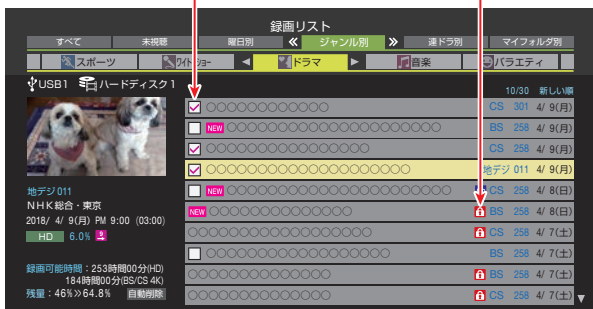 録画リスト
すべて 未視聴 曜日別 ≪ ジャンル別 ≫ 連ドラ別 マイフォルダ別
スポーツ ◀ ドラマ ▶ 音楽 バラエティ
USB1 ハードディスク1
10/30 新しい順
○○○○○○○○○○○○ CS 301 4/ 9(月)
NEW ○○○○○○○○○○○○○○○○○○○○○ BS 258 4/ 9(月)
○○○○○○○○○○○○○○○○ CS 258 4/ 9(月)
○○○○○○○○○○○○○○○○○○○○ 地デジ 011 4/ 9(月)
NEW ○○○○○○○○○○○○○○○○○○○○○○ CS 258 4/ 8(日)
NEW ○○○○○○○○○○○○○○ BS 258 4/ 8(日)
○○○○○○○○○○○○○○○○○○ CS 258 4/ 7(土)
○○○○○○○○○○○○○○○○○○ BS 258 4/ 7(土)
○○○○○○○○○○○○○○ BS 258 4/ 7(土)
○○○○○○○○○○○○○○ CS 258 4/ 7(土) ▼
地デジ 011
NHK総合・東京
2018/ 4/ 9(月) PM 9:00 (03:00)
HD 6.0%
録画可能時間：253時間00分(HD)
184時間00分(BS/CS 4K)
残量：46%≫64.8% 自動削除